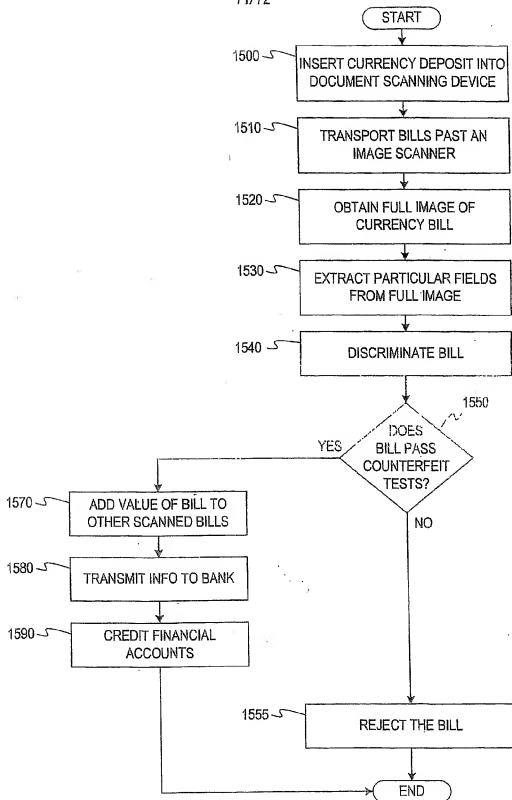 START
1500
INSERT CURRENCY DEPOSIT INTO
DOCUMENT SCANNING DEVICE
1510
TRANSPORT BILLS PAST AN
IMAGE SCANNER
1520
OBTAIN FULL IMAGE OF
CURRENCY BILL
1530
EXTRACT PARTICULAR FIELDS
FROM FULL IMAGE
1540
DISCRIMINATE BILL
1550
DOES
BILL PASS
COUNTERFEIT
TESTS?
YES
NO
1570
ADD VALUE OF BILL TO
OTHER SCANNED BILLS
1580
TRANSMIT INFO TO BANK
1590
CREDIT FINANCIAL
ACCOUNTS
1555
REJECT THE BILL
END